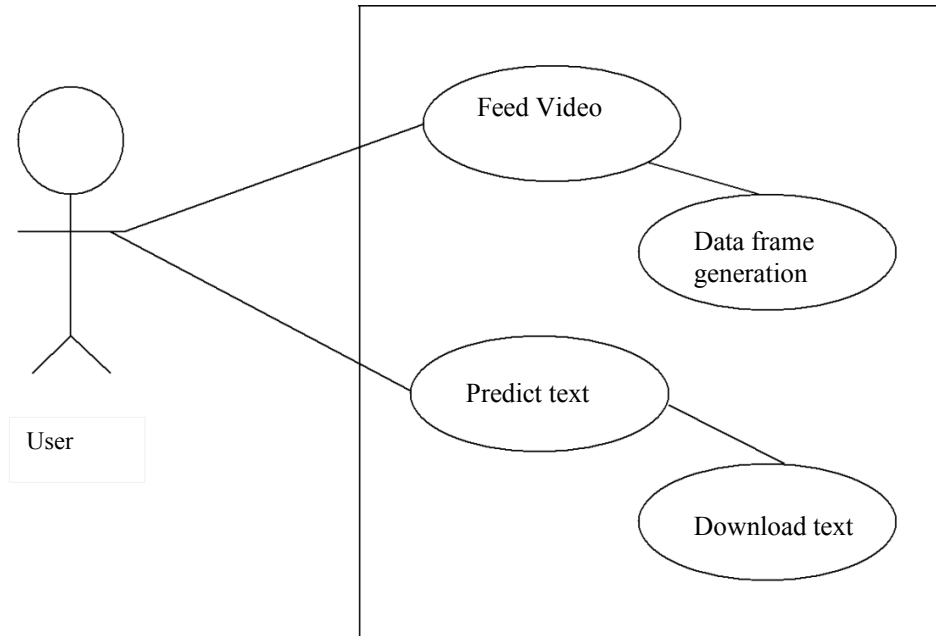 Feed Video
Data frame
generation
Predict text
User
Download text